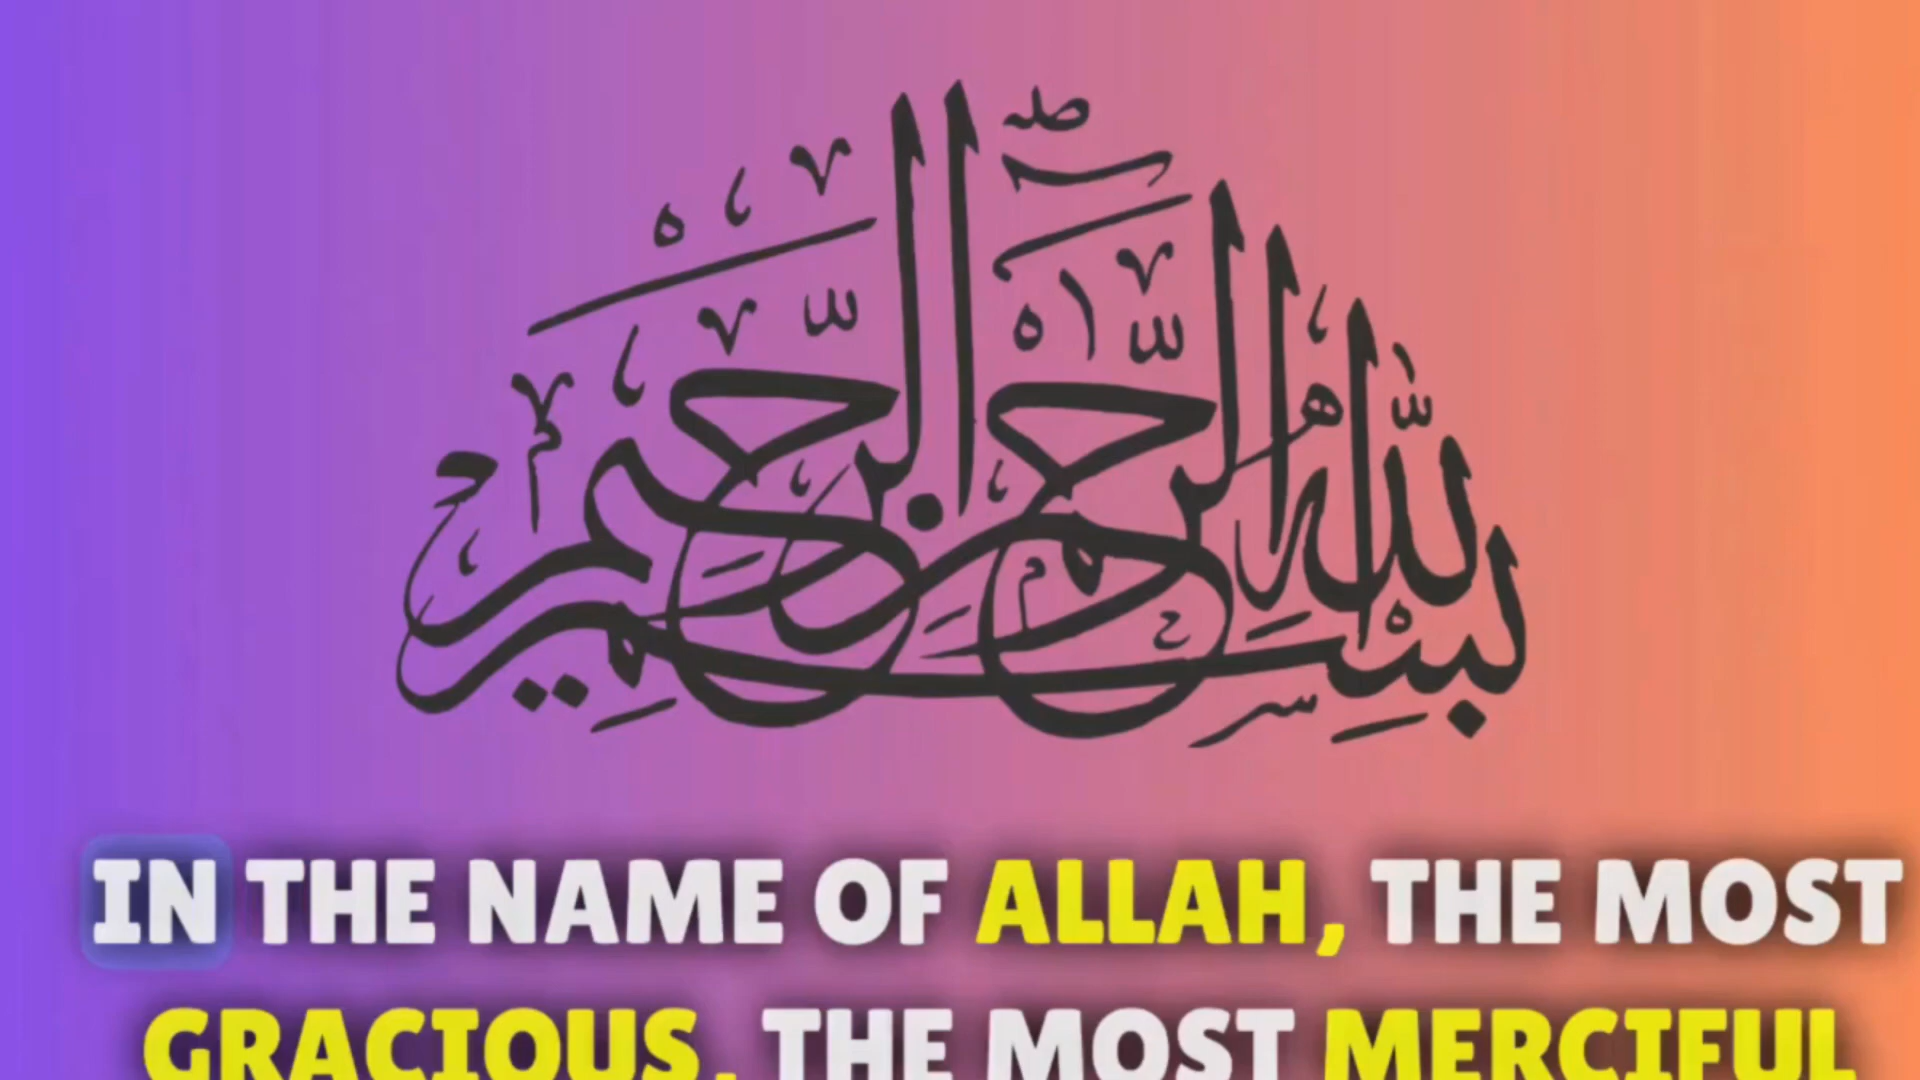 بسم الله الرحمن الرحيم
IN THE NAME OF ALLAH, THE MOST
GRACIOUS, THE MOST MERCIFUL